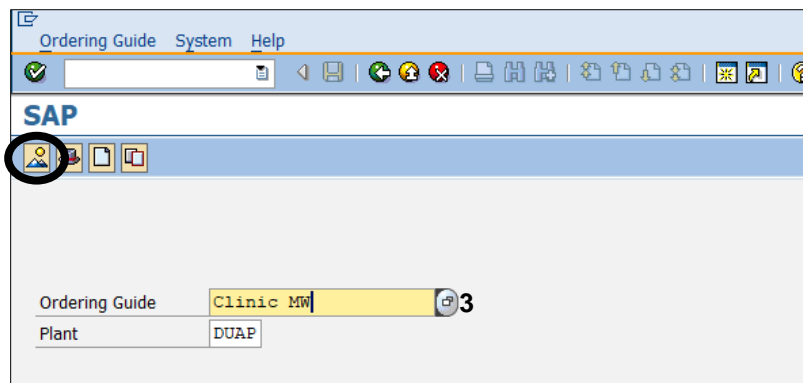 Ordering Guide System Help
SAP
Ordering Guide Clinic MW 3
Plant DUAP